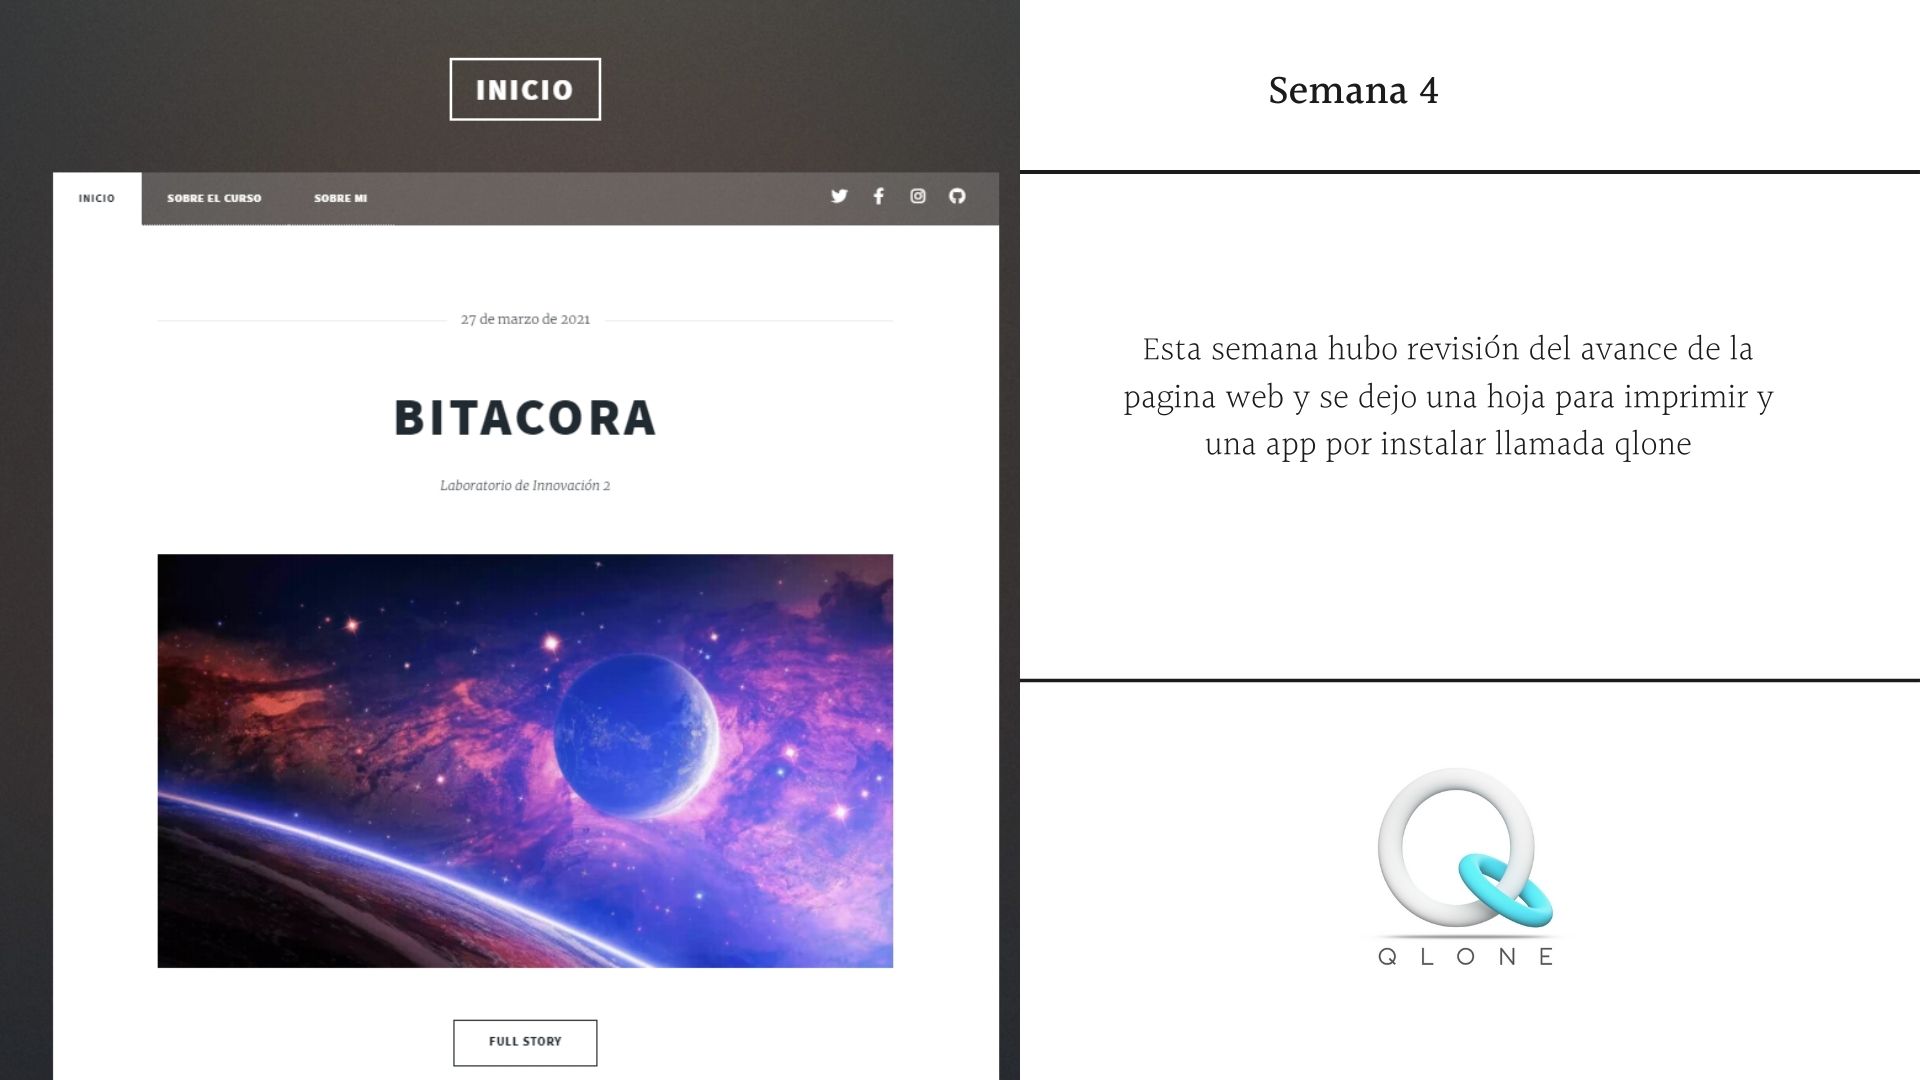 INICIO
INICIO SOBRE EL CURSO SOBRE MI
27 de marzo de 2021
BITACORA
Laboratorio de Innovación 2
FULL STORY
Semana 4
Esta semana hubo revisión del avance de la
pagina web y se dejo una hoja para imprimir y
una app por instalar llamada qlone
QLONE